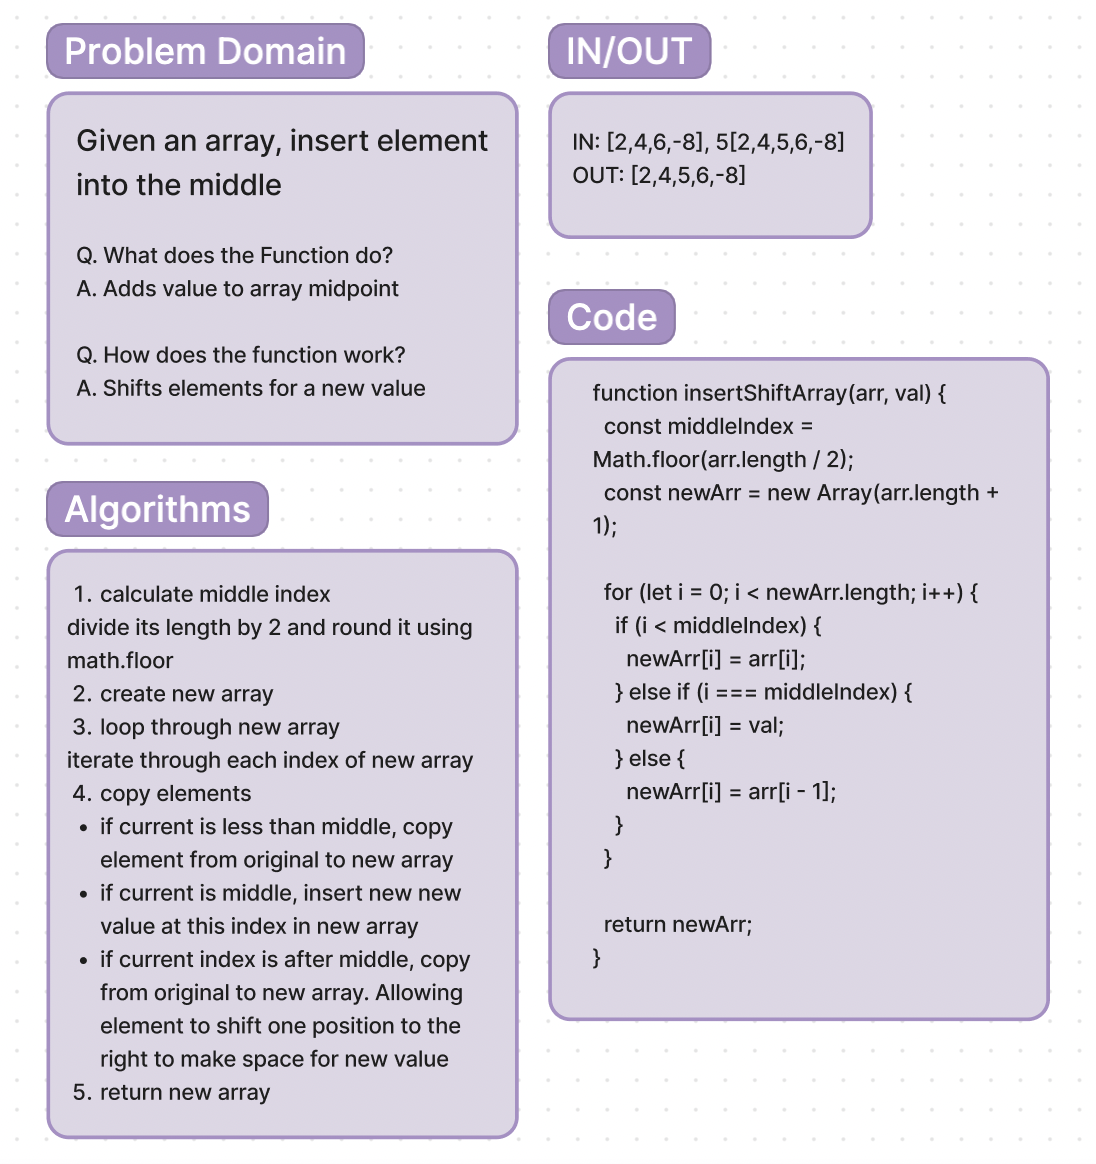 Problem Domain
Given an array, insert element
into the middle
Q. What does the Function do?
A. Adds value to array midpoint
Q. How does the function work?
A. Shifts elements for a new value
Algorithms
1. calculate middle index
divide its length by 2 and round it using
math.floor
2. create new array
3. loop through new array
iterate through each index of new array
4. copy elements
• if current is less than middle, copy
element from original to new array
• if current is middle, insert new new
value at this index in new array
• if current index is after middle, copy
from original to new array. Allowing
element to shift one position to the
right to make space for new value
5. return new array
IN/OUT
IN: [2,4,6,-8], 5[2,4,5,6,-8]
OUT: [2,4,5,6,-8]
Code
function insertShiftArray(arr, val) {
const middleIndex =
Math.floor(arr.length / 2);
const newArr = new Array(arr.length +
1);
for (let i = 0; i < newArr.length; i++) {
if (i < middleIndex) {
newArr[i] = arr[i];
} else if (i === middleIndex) {
newArr[i] = val;
} else {
newArr[i] = arr[i - 1];
}
}
return newArr;
}